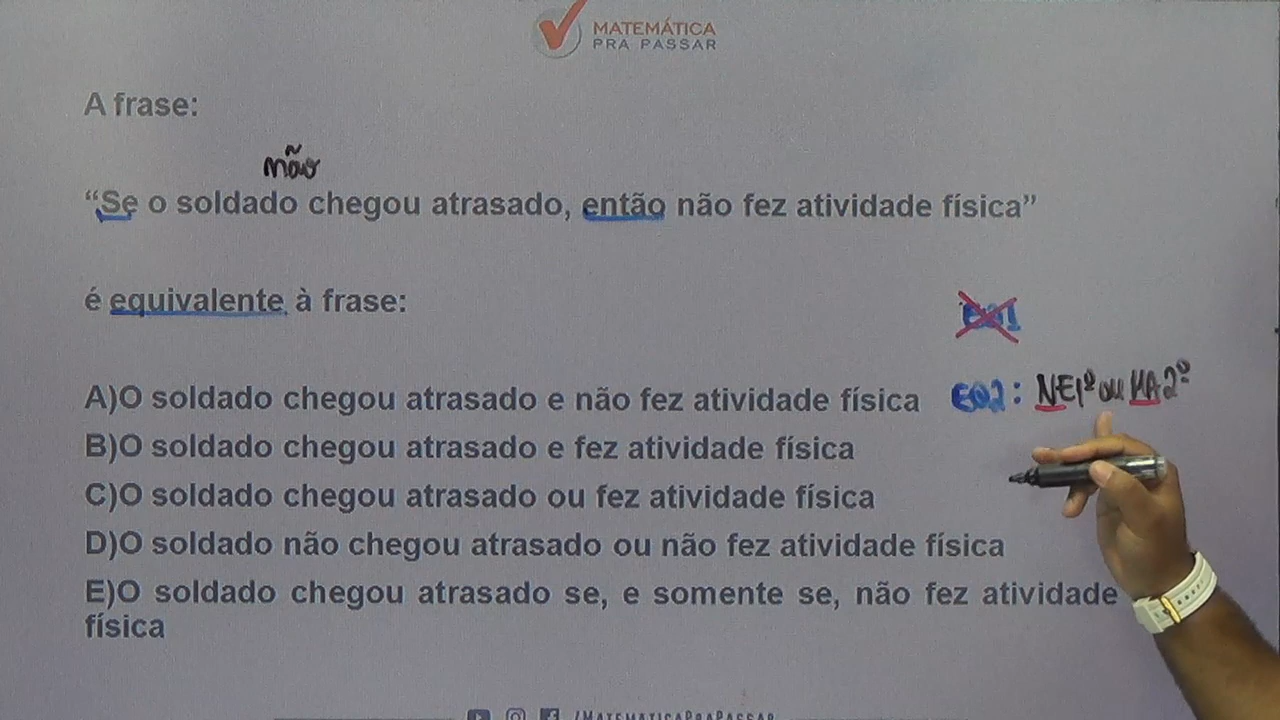 MATEMÁTICA
PRA PASSAR
A frase:
não
“Se o soldado chegou atrasado, então não fez atividade física”
é equivalente à frase:
EQ1
A)O soldado chegou atrasado e não fez atividade física
EQ2: NE1º ou MA2º
B)O soldado chegou atrasado e fez atividade física
C)O soldado chegou atrasado ou fez atividade física
D)O soldado não chegou atrasado ou não fez atividade física
E)O soldado chegou atrasado se, e somente se, não fez atividade
física
/MATEMATICAPRAPASSAR